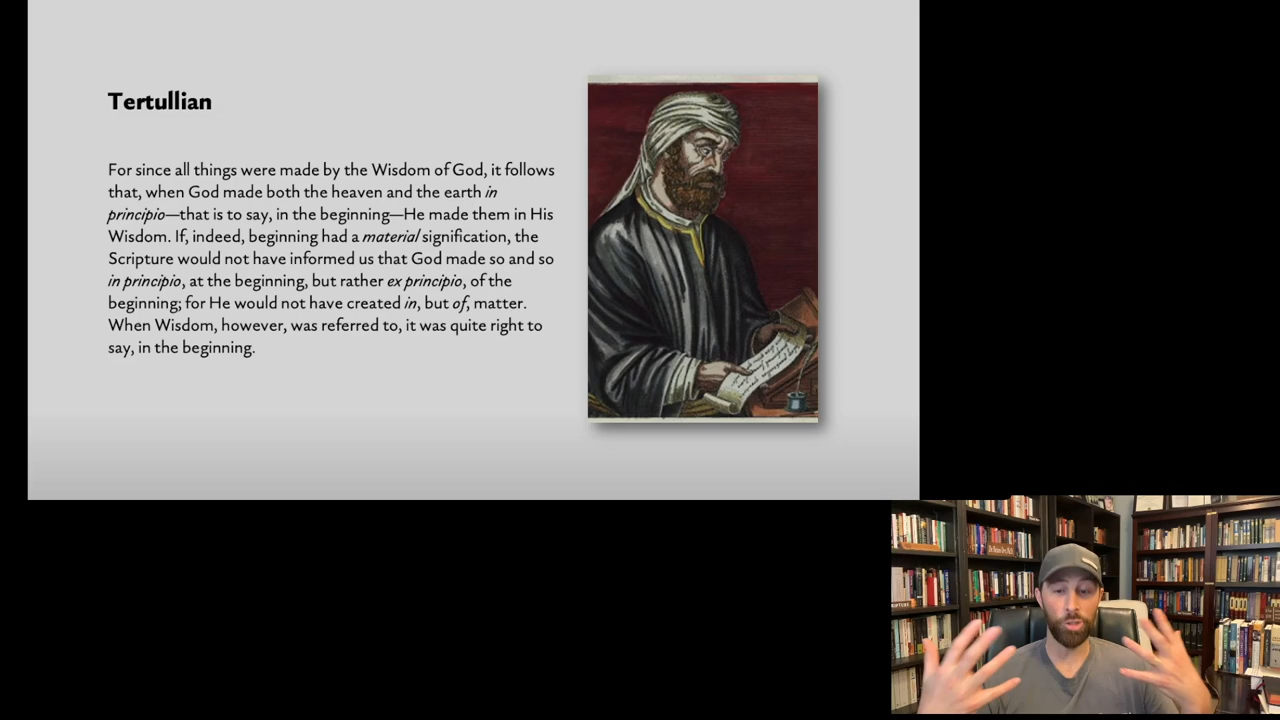 Tertullian
For since all things were made by the Wisdom of God, it follows
that, when God made both the heaven and the earth in
principio—that is to say, in the beginning—He made them in His
Wisdom. If, indeed, beginning had a material signification, the
Scripture would not have informed us that God made so and so
in principio, at the beginning, but rather ex principio, of the
beginning; for He would not have created in, but of, matter.
When Wisdom, however, was referred to, it was quite right to
say, in the beginning.